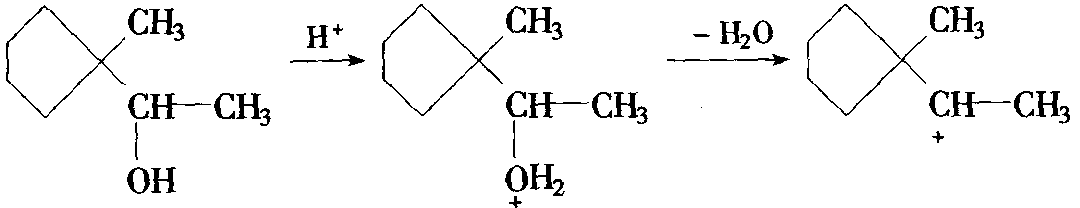 CH₃ H⁺ CH₃ – H₂O CH₃
CH—CH₃ CH—CH₃ CH—CH₃
+
OH OH₂
+